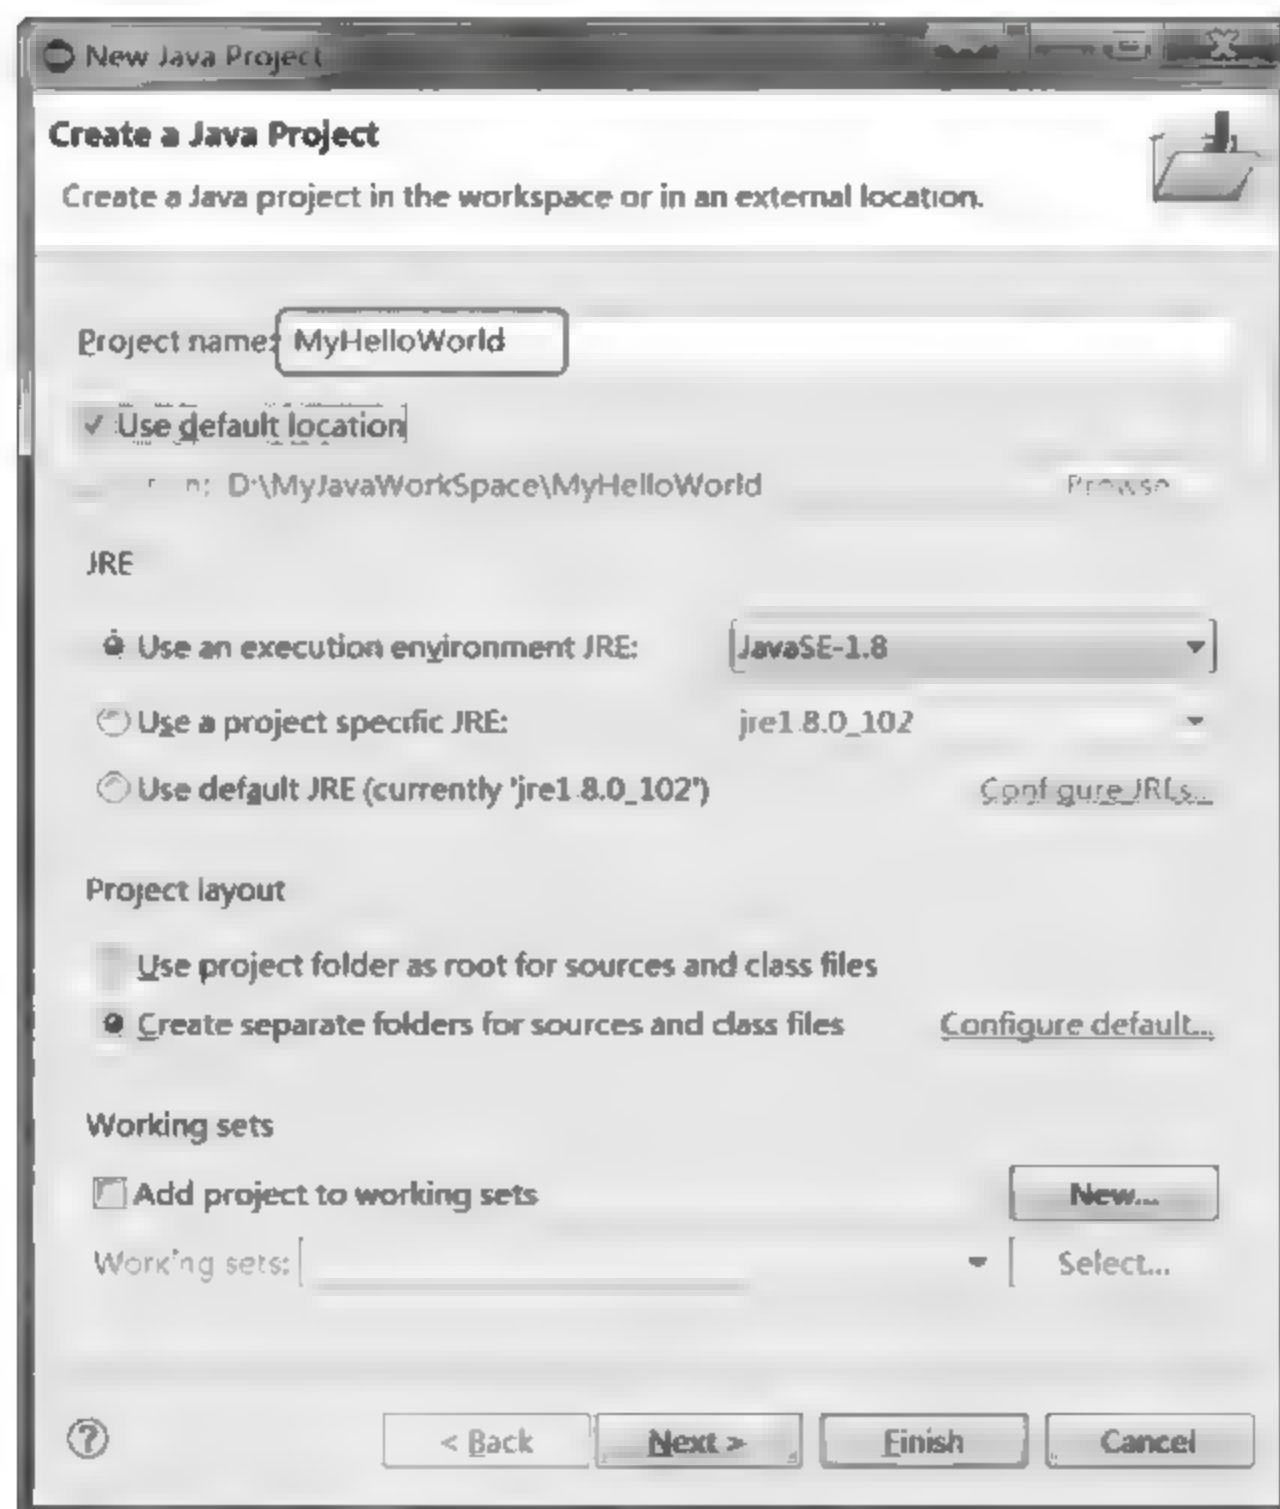 New Java Project
Create a Java Project
Create a Java project in the workspace or in an external location.
Project name: MyHelloWorld
Use default location
D:\MyJavaWorkSpace\MyHelloWorld
JRE
Use an execution environment JRE: JavaSE-1.8
Use a project specific JRE: jre1.8.0_102
Use default JRE (currently 'jre1.8.0_102') Configure JREs...
Project layout
Use project folder as root for sources and class files
Create separate folders for sources and class files Configure default...
Working sets
Add project to working sets New...
Working sets: Select...
? < Back Next > Finish Cancel